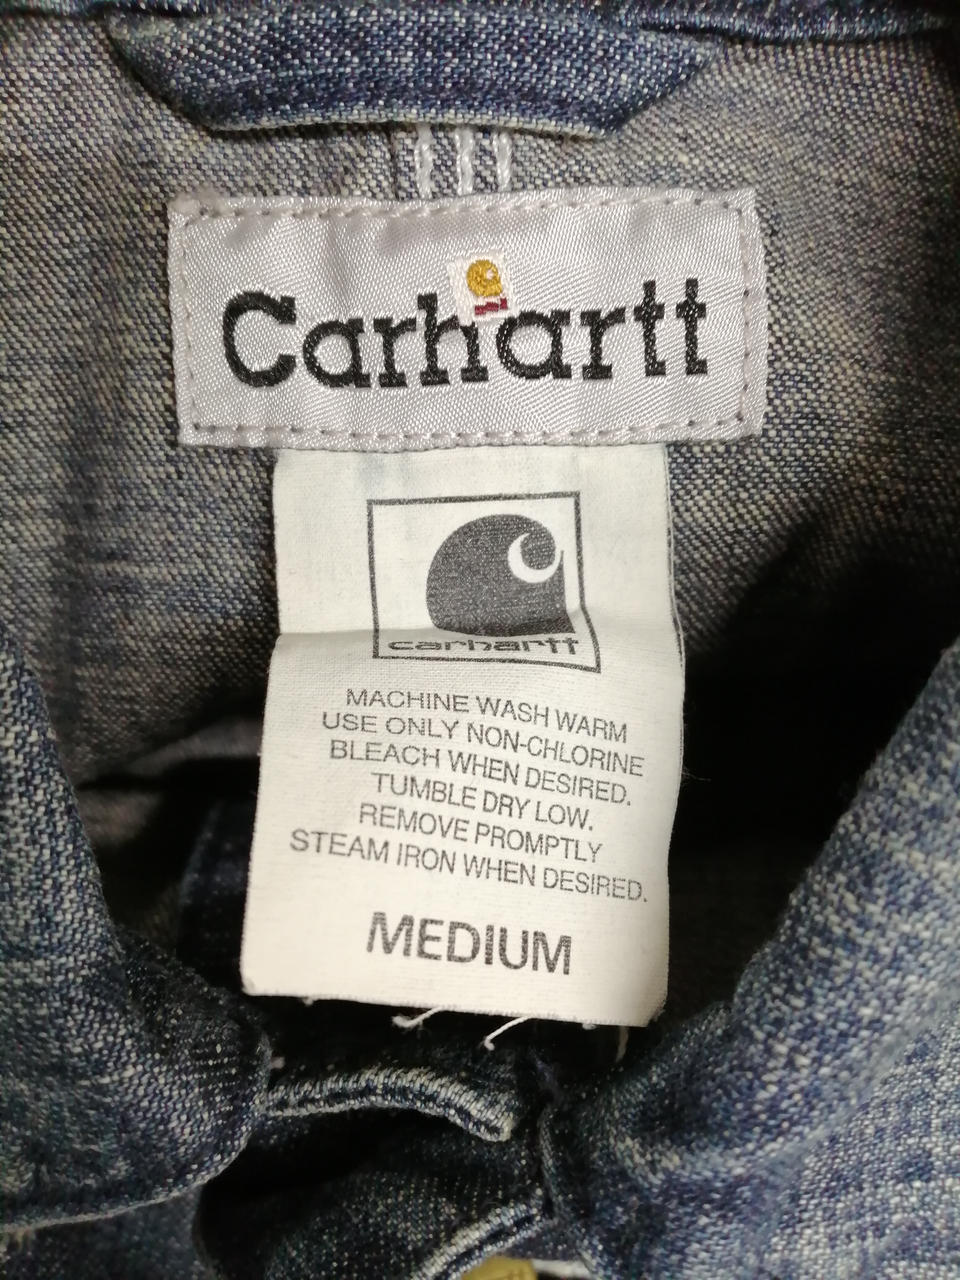 Carhartt
carhartt
MACHINE WASH WARM
USE ONLY NON-CHLORINE
BLEACH WHEN DESIRED.
TUMBLE DRY LOW.
REMOVE PROMPTLY
STEAM IRON WHEN DESIRED.
MEDIUM